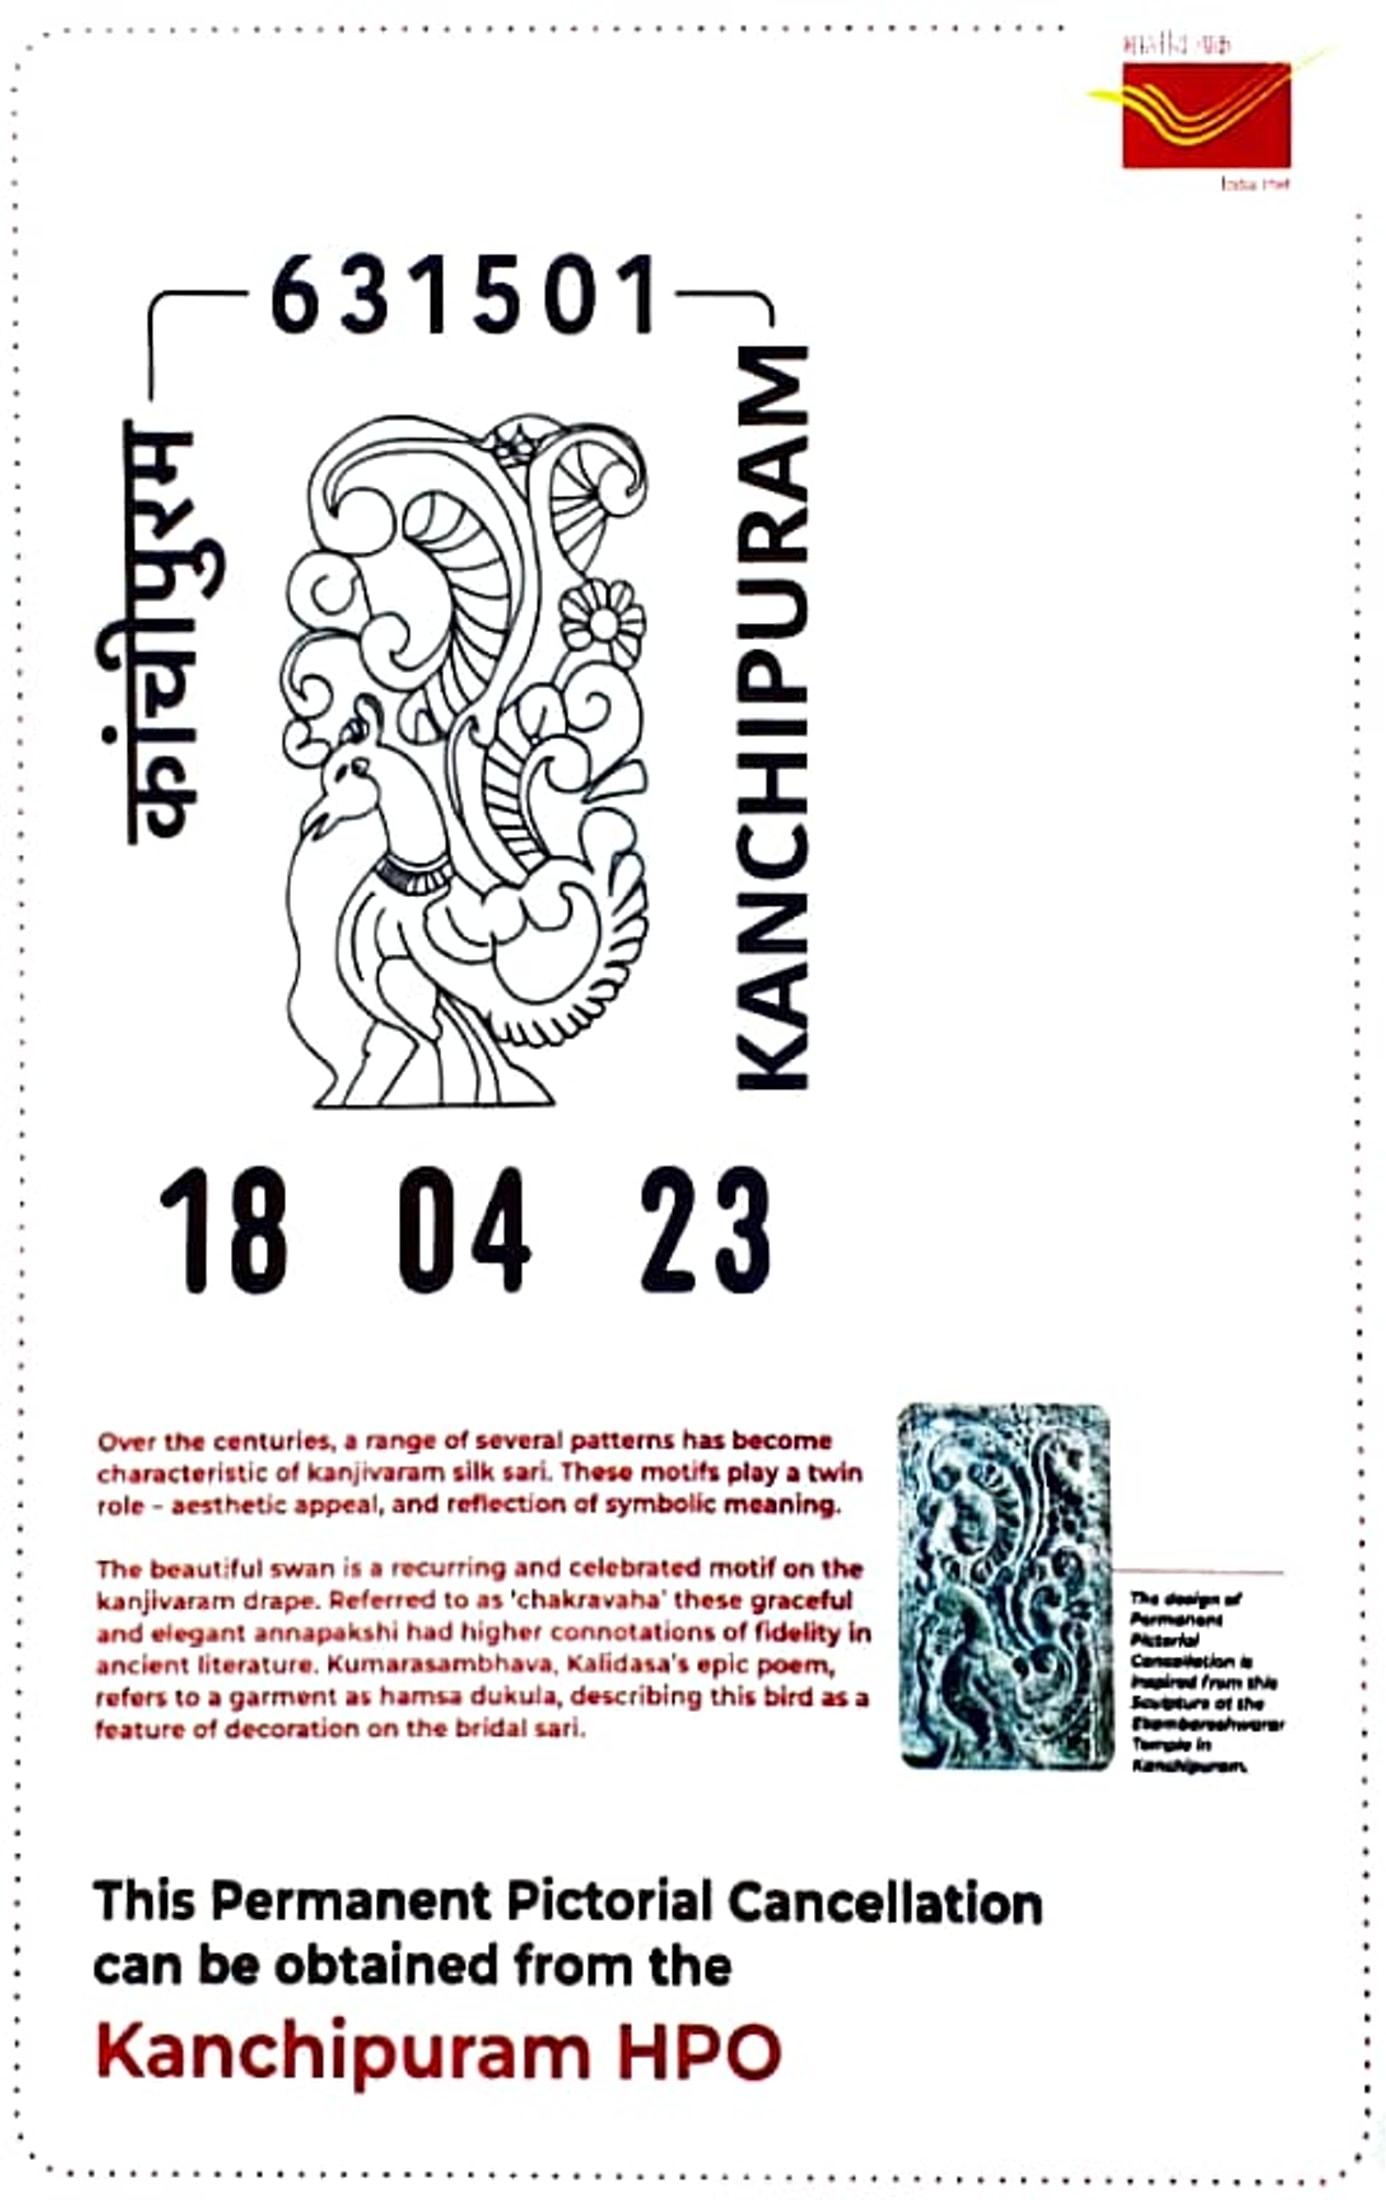 भारतीय डाक
India Post
631501
कांचीपुरम
KANCHIPURAM
18 04 23
Over the centuries, a range of several patterns has become
characteristic of kanjivaram silk sari. These motifs play a twin
role - aesthetic appeal, and reflection of symbolic meaning.
The beautiful swan is a recurring and celebrated motif on the
kanjivaram drape. Referred to as 'chakravaha' these graceful
and elegant annapakshi had higher connotations of fidelity in
ancient literature. Kumarasambhava, Kalidasa's epic poem,
refers to a garment as hamsa dukula, describing this bird as a
feature of decoration on the bridal sari.
The design of
Permanent
Pictorial
Cancellation is
inspired from this
Sculpture at the
Ekambareshwarar
Temple in
Kanchipuram.
This Permanent Pictorial Cancellation
can be obtained from the
Kanchipuram HPO